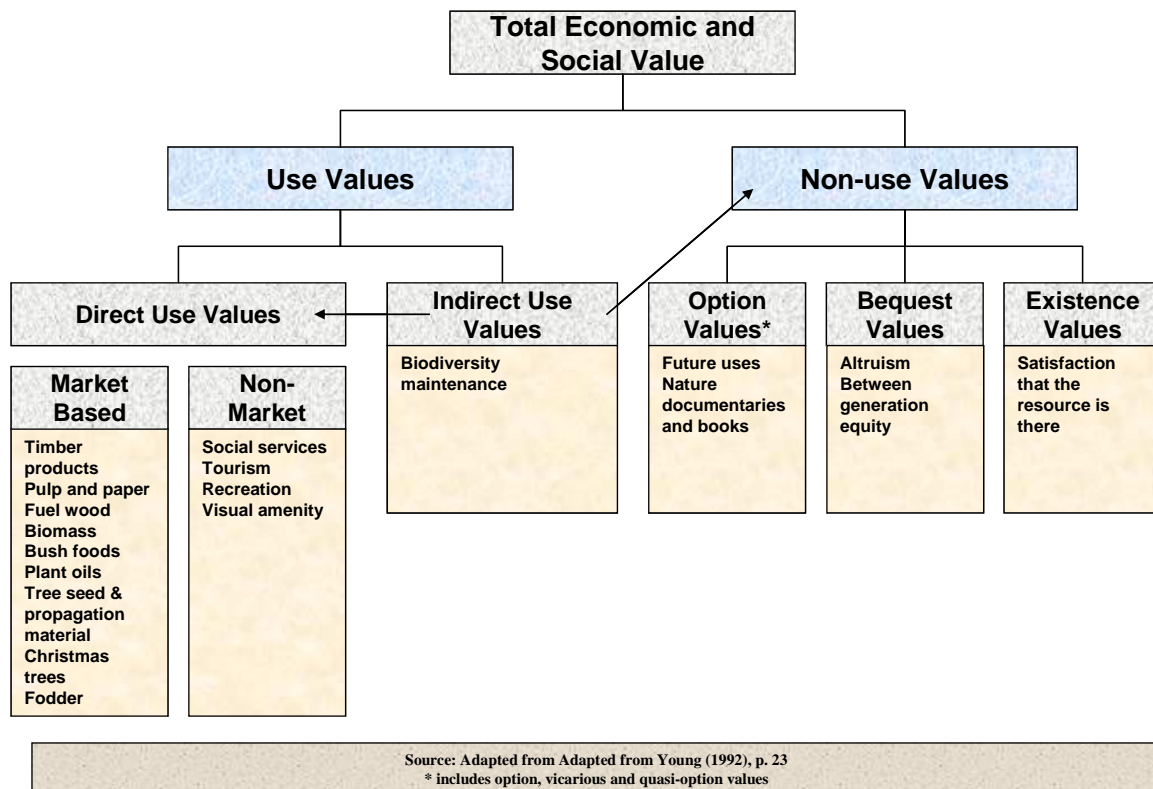 Total Economic and
Social Value
Use Values
Non-use Values
Direct Use Values
Indirect Use
Values
Option
Values*
Bequest
Values
Existence
Values
Biodiversity
maintenance
Future uses
Nature
documentaries
and books
Altruism
Between
generation
equity
Satisfaction
that the
resource is
there
Market
Based
Non-
Market
Timber
products
Pulp and paper
Fuel wood
Biomass
Bush foods
Plant oils
Tree seed &
propagation
material
Christmas
trees
Fodder
Social services
Tourism
Recreation
Visual amenity
Source: Adapted from Adapted from Young (1992), p. 23
* includes option, vicarious and quasi-option values